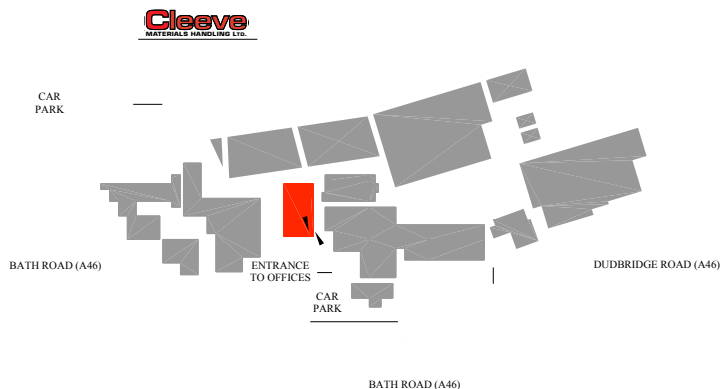 Cleeve
MATERIALS HANDLING LTD.
CAR
PARK
BATH ROAD (A46)
ENTRANCE
TO OFFICES
DUDBRIDGE ROAD (A46)
CAR
PARK
BATH ROAD (A46)